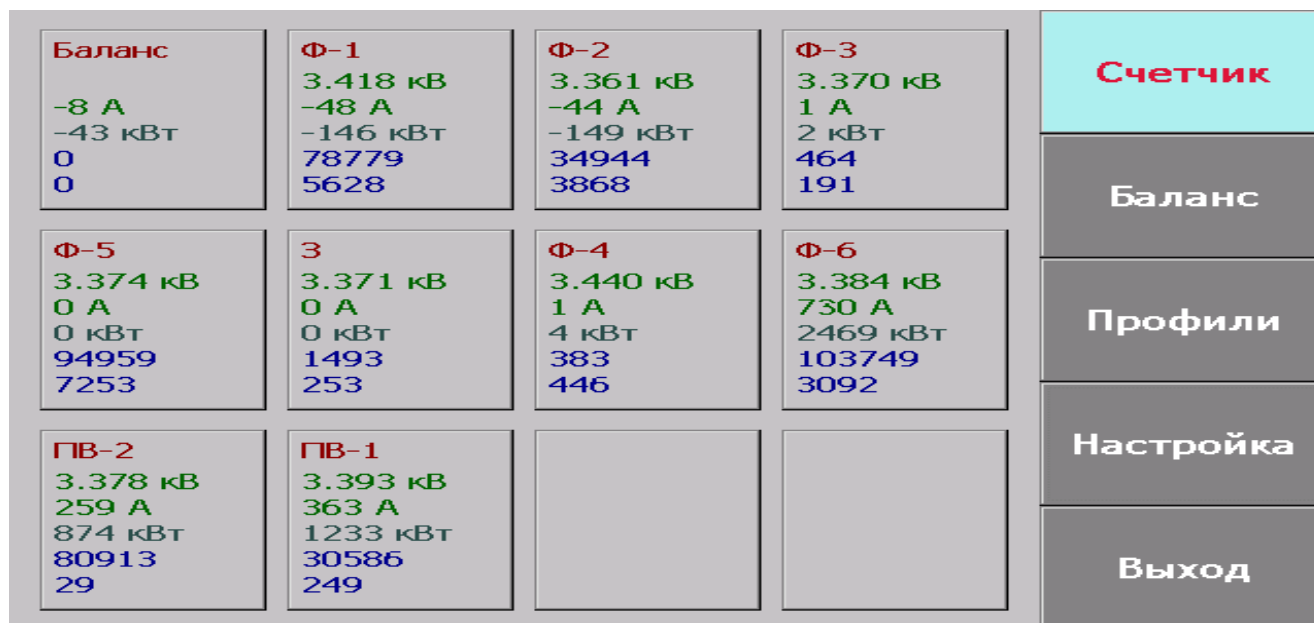 Баланс
-8 А
-43 кВт
0
0
Ф-1
3.418 кВ
-48 А
-146 кВт
78779
5628
Ф-2
3.361 кВ
-44 А
-149 кВт
34944
3868
Ф-3
3.370 кВ
1 А
2 кВт
464
191
Ф-5
3.374 кВ
0 А
0 кВт
94959
7253
З
3.371 кВ
0 А
0 кВт
1493
253
Ф-4
3.440 кВ
1 А
4 кВт
383
446
Ф-6
3.384 кВ
730 А
2469 кВт
103749
3092
ПВ-2
3.378 кВ
259 А
874 кВт
80913
29
ПВ-1
3.393 кВ
363 А
1233 кВт
30586
249
Счетчик
Баланс
Профили
Настройка
Выход